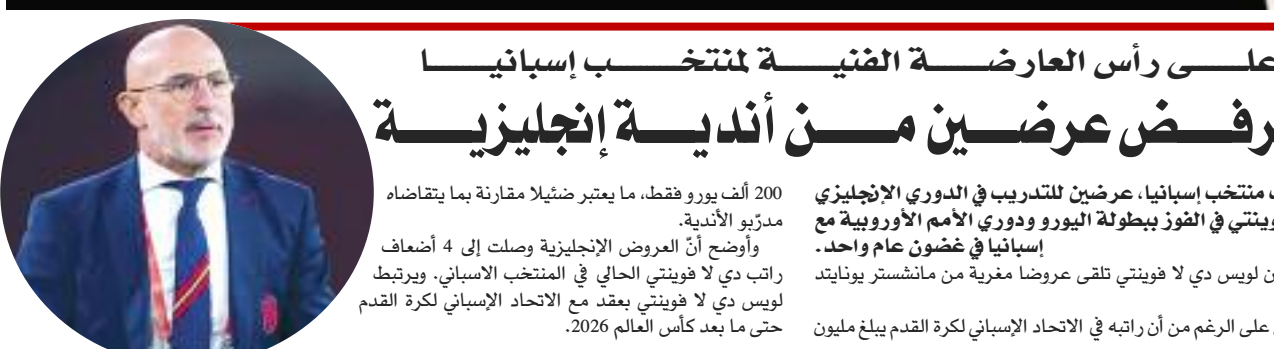 على رأس العارضة الفنية لمنتخب إسبانيا
رفض عرضين من أندية إنجليزية
منتخب إسبانيا، عرضين للتدريب في الدوري الإنجليزي
وينتي في الفوز ببطولة اليورو ودوري الأمم الأوروبية مع
إسبانيا في غضون عام واحد.
ن لويس دي لا فوينتي تلقى عروضا مغرية من مانشستر يونايتد
على الرغم من أن راتبه في الاتحاد الإسباني لكرة القدم يبلغ مليون
200 ألف يورو فقط، ما يعتبر ضئيلا مقارنة بما يتقاضاه
مدرّبو الأندية.
وأوضح أنّ العروض الإنجليزية وصلت إلى 4 أضعاف
راتب دي لا فوينتي الحالي في المنتخب الاسباني. ويرتبط
لويس دي لا فوينتي بعقد مع الاتحاد الإسباني لكرة القدم
حتى ما بعد كأس العالم 2026.